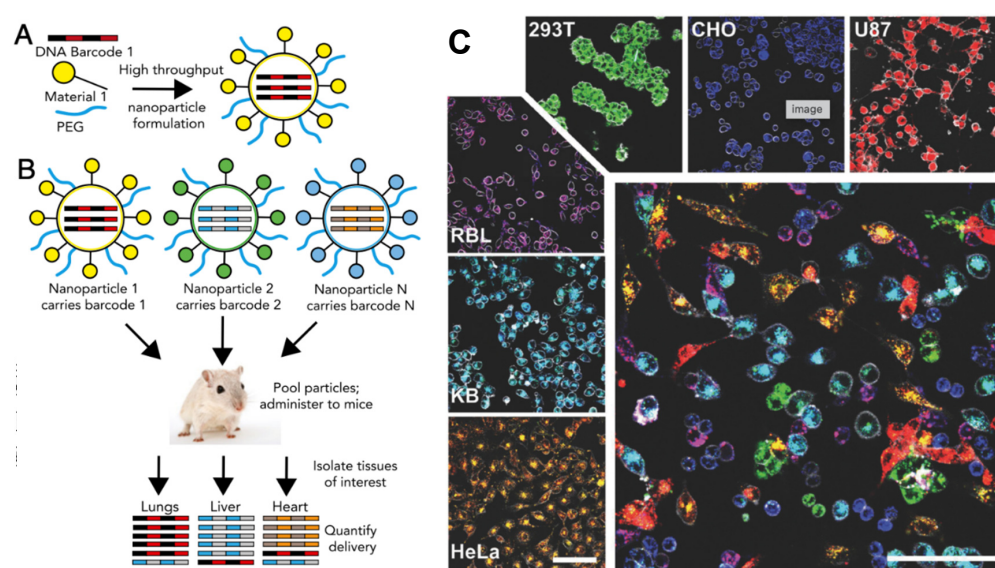 A
DNA Barcode 1
Material 1
PEG
High throughput
nanoparticle
formulation
B
Nanoparticle 1
carries barcode 1
Nanoparticle 2
carries barcode 2
Nanoparticle N
carries barcode N
Pool particles;
administer to mice
Isolate tissues
of interest
Lungs
Liver
Heart
Quantify
delivery
C
293T
CHO
U87
image
RBL
KB
HeLa